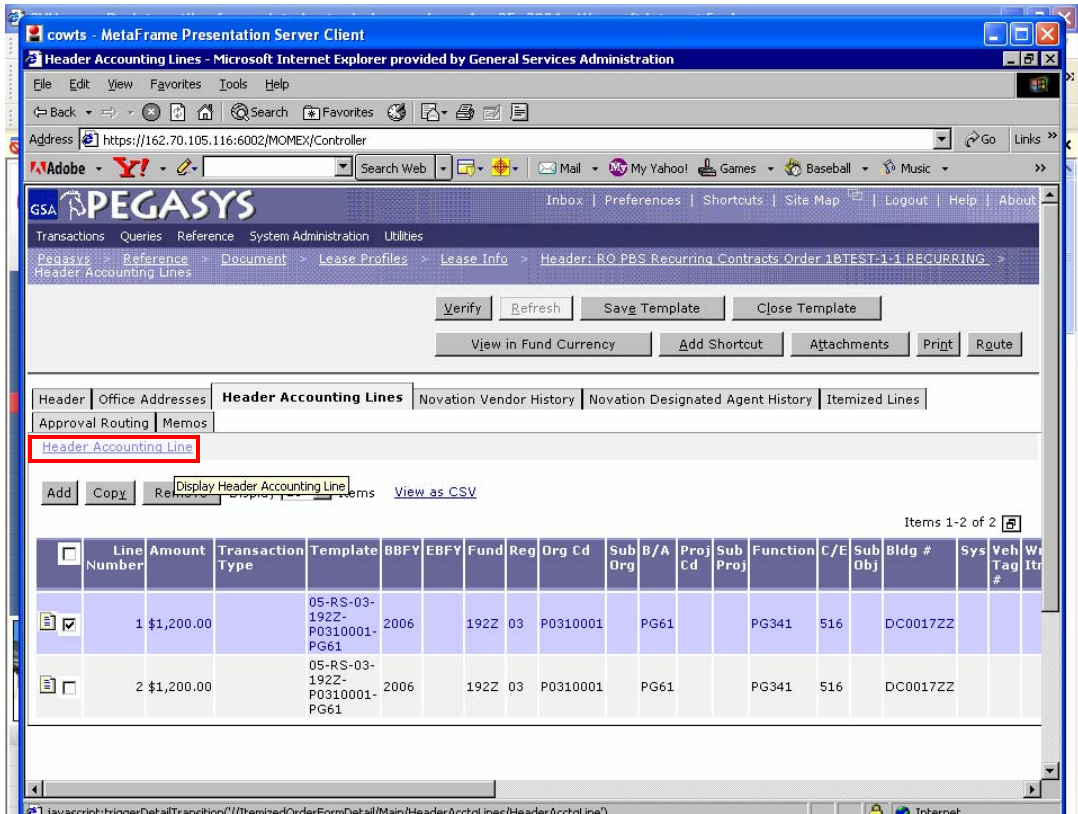 cowts - MetaFrame Presentation Server Client
Header Accounting Lines - Microsoft Internet Explorer provided by General Services Administration
File Edit View Favorites Tools Help
Back Search Favorites
Address https://162.70.105.116:6002/MOMEX/Controller Go Links »
Adobe Y! Search Web Mail My Yahoo! Games Baseball Music »
GSA PEGASYS Inbox | Preferences | Shortcuts | Site Map | Logout | Help | About
Transactions Queries Reference System Administration Utilities
Pegasys > Reference > Document > Lease Profiles > Lease Info > Header: RO PBS Recurring Contracts Order 1BTEST-1-1 RECURRING >
Header Accounting Lines
Verify Refresh Save Template Close Template
View in Fund Currency Add Shortcut Attachments Print Route
Header Office Addresses Header Accounting Lines Novation Vendor History Novation Designated Agent History Itemized Lines
Approval Routing Memos
Header Accounting Line
Display Header Accounting Line
Add Copy View as CSV
Items 1-2 of 2
Line Number Amount Transaction Type Template BBFY EBFY Fund Reg Org Cd Sub Org B/A Proj Cd Sub Proj Function C/E Sub Obj Bldg # Sys Veh Tag #
1 $1,200.00 05-RS-03-192Z-P0310001-PG61 2006 192Z 03 P0310001 PG61 PG341 516 DC0017ZZ
2 $1,200.00 05-RS-03-192Z-P0310001-PG61 2006 192Z 03 P0310001 PG61 PG341 516 DC0017ZZ
javascript:triggerDetailTransition('//ItemizedOrderFormDetail/Main/HeaderAcctgLines/HeaderAcctgLine') Internet